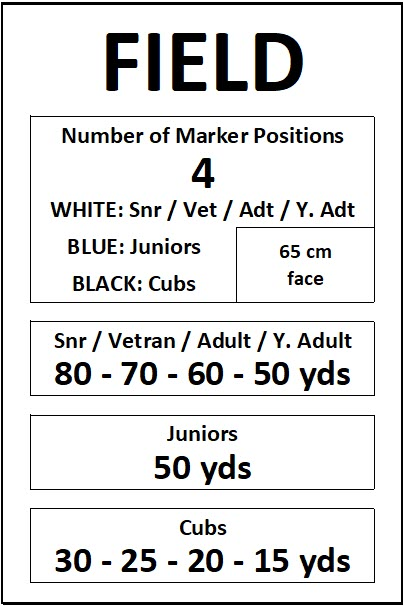 FIELD
Number of Marker Positions
4
WHITE: Snr / Vet / Adt / Y. Adt
BLUE: Juniors
BLACK: Cubs
65 cm
face
Snr / Vetran / Adult / Y. Adult
80 - 70 - 60 - 50 yds
Juniors
50 yds
Cubs
30 - 25 - 20 - 15 yds